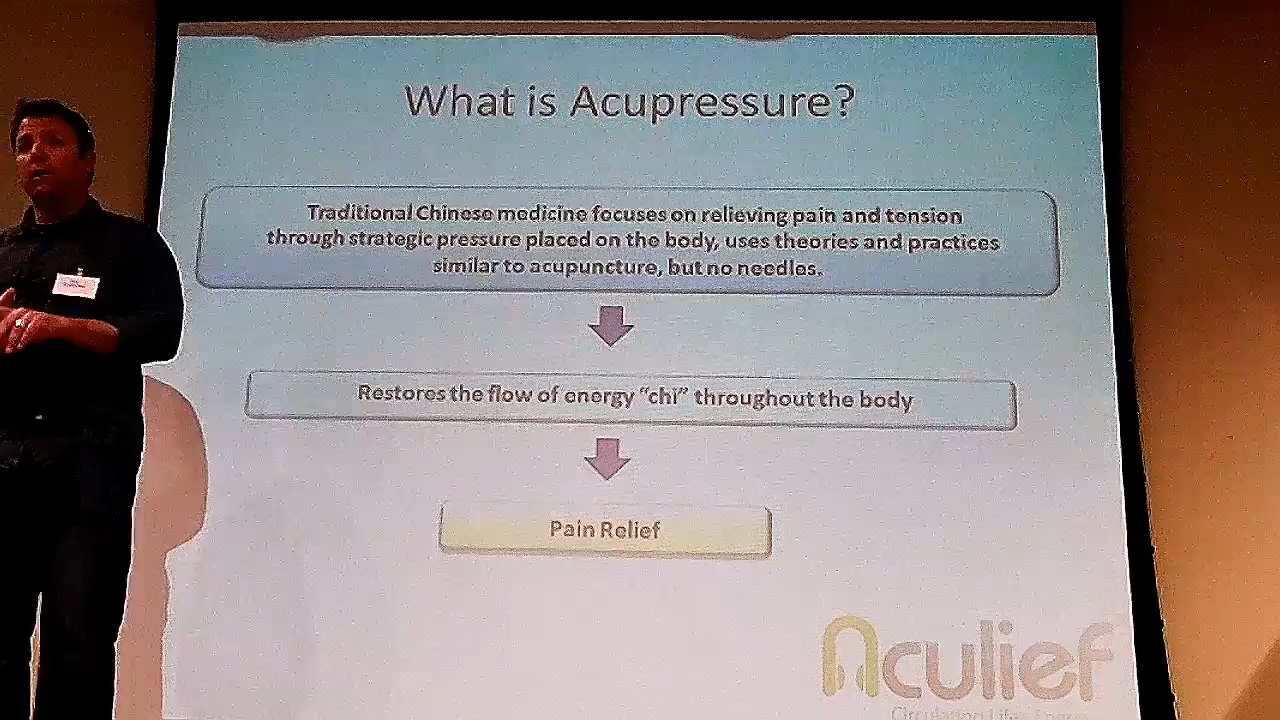 What is Acupressure?
Traditional Chinese medicine focuses on relieving pain and tension
through strategic pressure placed on the body, uses theories and practices
similar to acupuncture, but no needles.
Restores the flow of energy “chi” throughout the body
Pain Relief
Aculief
Circulation